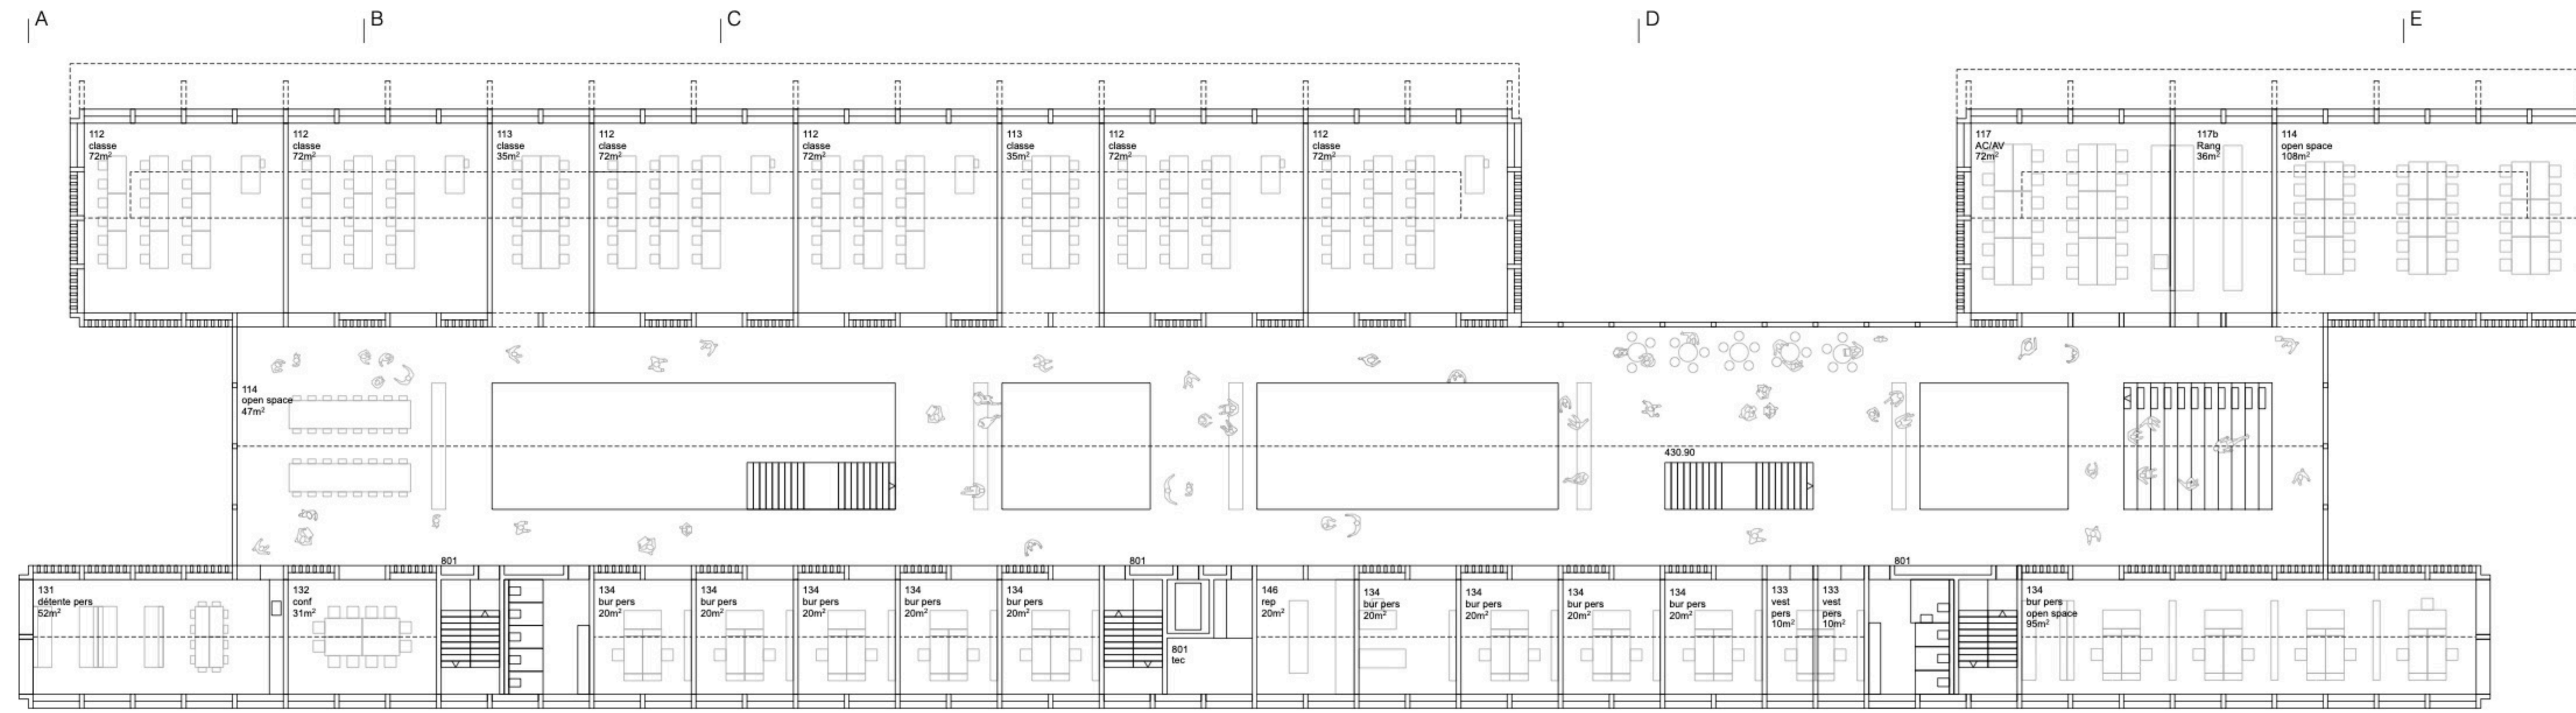 A
B
C
D
E
112
classe
72m²
112
classe
72m²
113
classe
35m²
112
classe
72m²
112
classe
72m²
113
classe
35m²
112
classe
72m²
112
classe
72m²
117
AC/AV
72m²
117b
Rang
36m²
114
open space
108m²
114
open space
47m²
430.90
801
801
801
131
détente pers
52m²
132
conf
31m²
134
bur pers
20m²
134
bur pers
20m²
134
bur pers
20m²
134
bur pers
20m²
134
bur pers
20m²
801
tec
146
rep
20m²
134
bur pers
20m²
134
bur pers
20m²
134
bur pers
20m²
134
bur pers
20m²
133
vest
pers
10m²
133
vest
pers
10m²
134
bur pers
open space
95m²